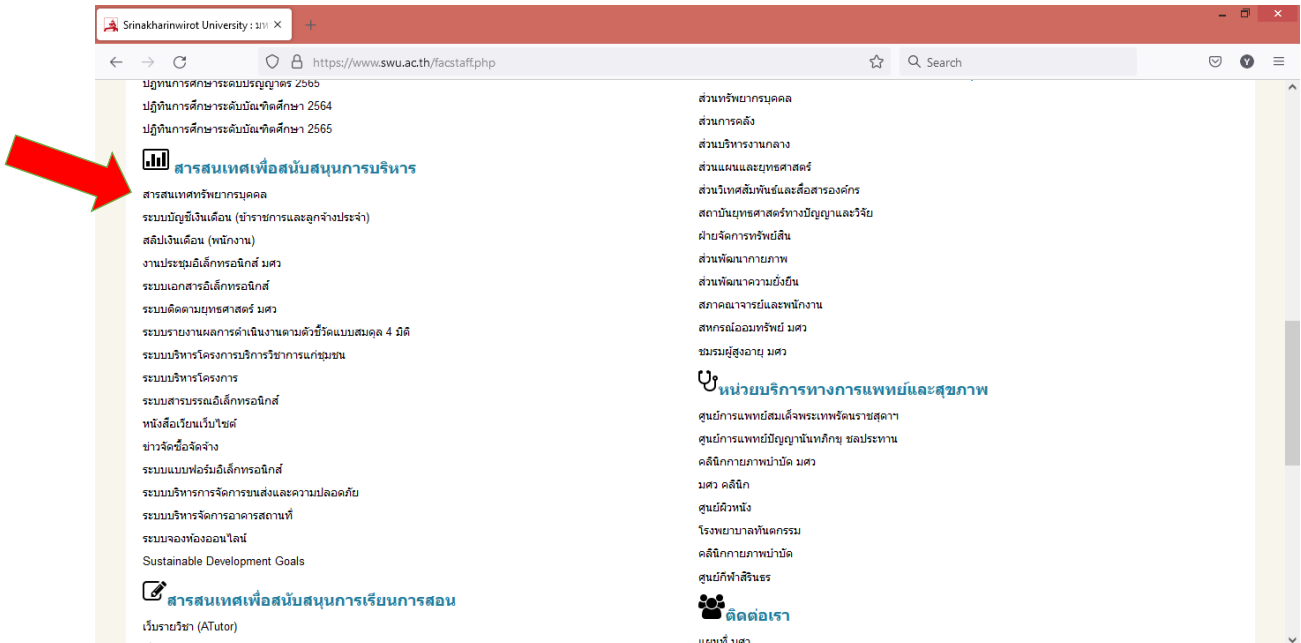 Srinakharinwirot University : มห
https://www.swu.ac.th/facstaff.php
Search
ปฏิทินการศึกษาระดับปริญญาตรี 2565
ปฏิทินการศึกษาระดับบัณฑิตศึกษา 2564
ปฏิทินการศึกษาระดับบัณฑิตศึกษา 2565
สารสนเทศเพื่อสนับสนุนการบริหาร
สารสนเทศทรัพยากรบุคคล
ระบบบัญชีเงินเดือน (ข้าราชการและลูกจ้างประจำ)
สลิปเงินเดือน (พนักงาน)
งานประชุมอิเล็กทรอนิกส์ มศว
ระบบเอกสารอิเล็กทรอนิกส์
ระบบติดตามยุทธศาสตร์ มศว
ระบบรายงานผลการดำเนินงานตามตัวชี้วัดแบบสมดุล 4 มิติ
ระบบบริหารโครงการบริการวิชาการแก่ชุมชน
ระบบบริหารโครงการ
ระบบสารบรรณอิเล็กทรอนิกส์
หนังสือเวียนเว็บไซต์
ข่าวจัดซื้อจัดจ้าง
ระบบแบบฟอร์มอิเล็กทรอนิกส์
ระบบบริหารการจัดการขนส่งและความปลอดภัย
ระบบบริหารจัดการอาคารสถานที่
ระบบจองห้องออนไลน์
Sustainable Development Goals
สารสนเทศเพื่อสนับสนุนการเรียนการสอน
เว็บรายวิชา (ATutor)
ส่วนทรัพยากรบุคคล
ส่วนการคลัง
ส่วนบริหารงานกลาง
ส่วนแผนและยุทธศาสตร์
ส่วนวิเทศสัมพันธ์และสื่อสารองค์กร
สถาบันยุทธศาสตร์ทางปัญญาและวิจัย
ฝ่ายจัดการทรัพย์สิน
ส่วนพัฒนากายภาพ
ส่วนพัฒนาความยั่งยืน
สภาคณาจารย์และพนักงาน
สหกรณ์ออมทรัพย์ มศว
ชมรมผู้สูงอายุ มศว
หน่วยบริการทางการแพทย์และสุขภาพ
ศูนย์การแพทย์สมเด็จพระเทพรัตนราชสุดาฯ
ศูนย์การแพทย์ปัญญานันทภิกขุ ชลประทาน
คลินิกกายภาพบำบัด มศว
มศว คลินิก
ศูนย์ผิวหนัง
โรงพยาบาลทันตกรรม
คลินิกกายภาพบำบัด
ศูนย์กีฬาสิรินธร
ติดต่อเรา
แผนที่ มศว